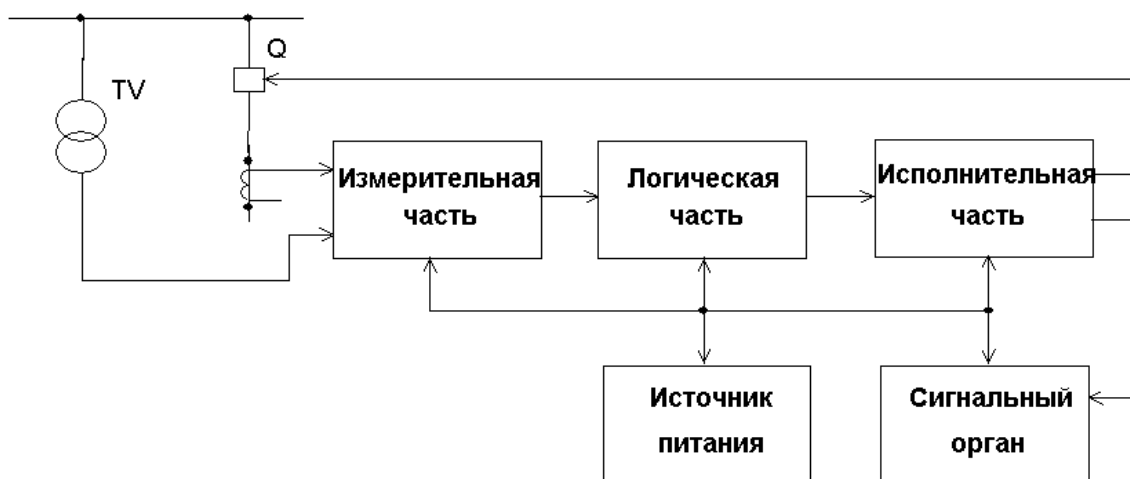 Q
TV
Измерительная
часть
Логическая
часть
Исполнительная
часть
Источник
питания
Сигнальный
орган